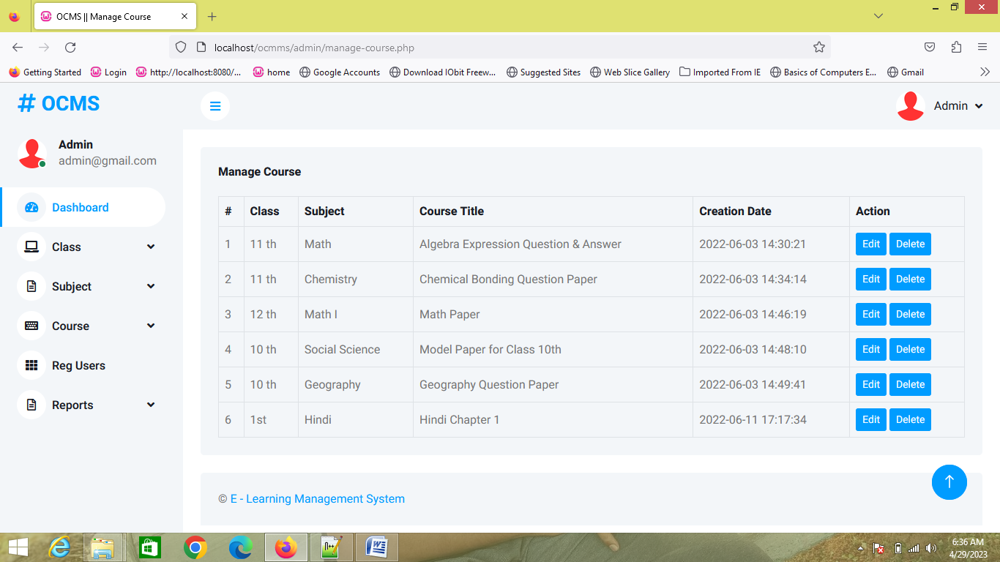 OCMS || Manage Course
localhost/ocmms/admin/manage-course.php
Getting Started Login http://localhost:8080/... home Google Accounts Download IObit Freew... Suggested Sites Web Slice Gallery Imported From IE Basics of Computers E... Gmail
# OCMS
Admin
Admin
admin@gmail.com
Dashboard
Class
Subject
Course
Reg Users
Reports
Manage Course
# Class Subject Course Title Creation Date Action
1 11 th Math Algebra Expression Question & Answer 2022-06-03 14:30:21 Edit Delete
2 11 th Chemistry Chemical Bonding Question Paper 2022-06-03 14:34:14 Edit Delete
3 12 th Math I Math Paper 2022-06-03 14:46:19 Edit Delete
4 10 th Social Science Model Paper for Class 10th 2022-06-03 14:48:10 Edit Delete
5 10 th Geography Geography Question Paper 2022-06-03 14:49:41 Edit Delete
6 1st Hindi Hindi Chapter 1 2022-06-11 17:17:34 Edit Delete
© E - Learning Management System
6:36 AM
4/29/2023